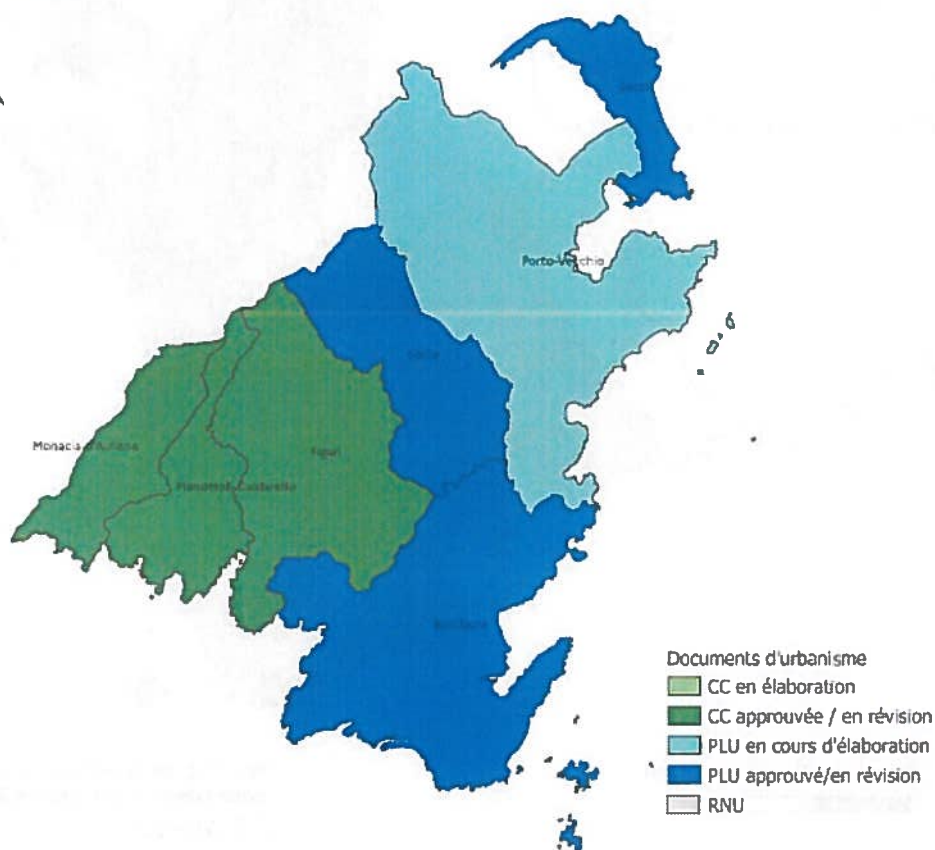 Porto-Vecchio
Sotta
Figari
Monacia d'Aullène
Pianottoli-Caldarello
Bonifacio
Documents d'urbanisme
CC en élaboration
CC approuvée / en révision
PLU en cours d'élaboration
PLU approuvé/en révision
RNU